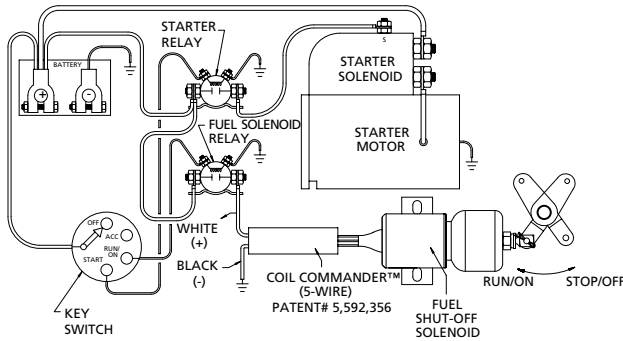 STARTER
RELAY
BATTERY
+
-
S
STARTER
SOLENOID
FUEL SOLENOID
RELAY
STARTER
MOTOR
OFF
ACC
RUN/
ON
START
WHITE
(+)
BLACK
(-)
KEY
SWITCH
COIL COMMANDER™
(5-WIRE)
PATENT# 5,592,356
FUEL
SHUT-OFF
SOLENOID
RUN/ON
STOP/OFF